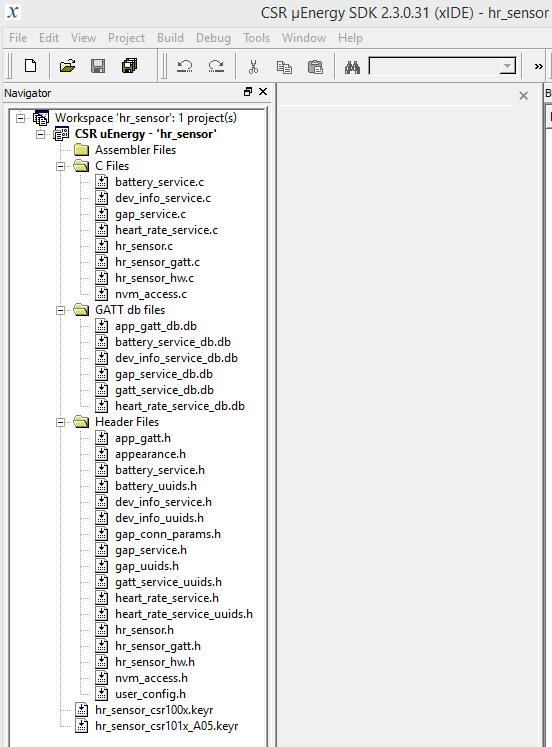 x CSR µEnergy SDK 2.3.0.31 (xIDE) - hr_sensor
File Edit View Project Build Debug Tools Window Help
»
Navigator
Workspace 'hr_sensor': 1 project(s)
CSR uEnergy - 'hr_sensor'
Assembler Files
C Files
battery_service.c
dev_info_service.c
gap_service.c
heart_rate_service.c
hr_sensor.c
hr_sensor_gatt.c
hr_sensor_hw.c
nvm_access.c
GATT db files
app_gatt_db.db
battery_service_db.db
dev_info_service_db.db
gap_service_db.db
gatt_service_db.db
heart_rate_service_db.db
Header Files
app_gatt.h
appearance.h
battery_service.h
battery_uuids.h
dev_info_service.h
dev_info_uuids.h
gap_conn_params.h
gap_service.h
gap_uuids.h
gatt_service_uuids.h
heart_rate_service.h
heart_rate_service_uuids.h
hr_sensor.h
hr_sensor_gatt.h
hr_sensor_hw.h
nvm_access.h
user_config.h
hr_sensor_csr100x.keyr
hr_sensor_csr101x_A05.keyr